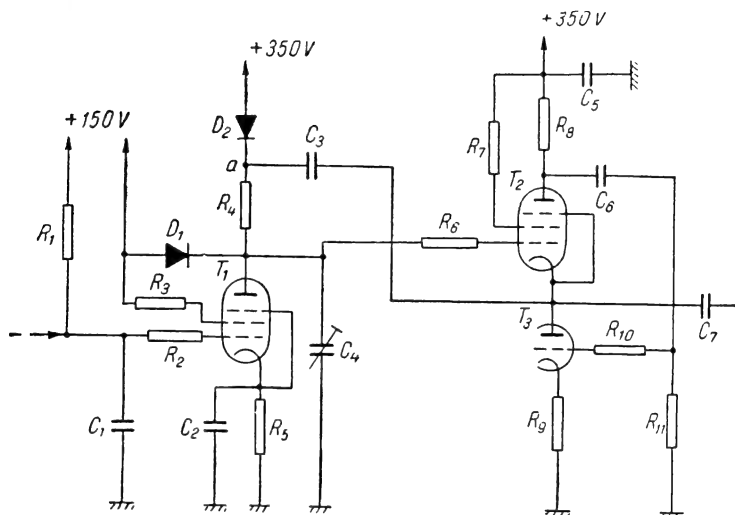 +350V
+350V
C5
D2
+150V
C3
R7
R8
a
T2
C6
R4
R1
D1
R6
T1
R3
T3
C7
R2
C4
R10
C1
C2
R5
R9
R11